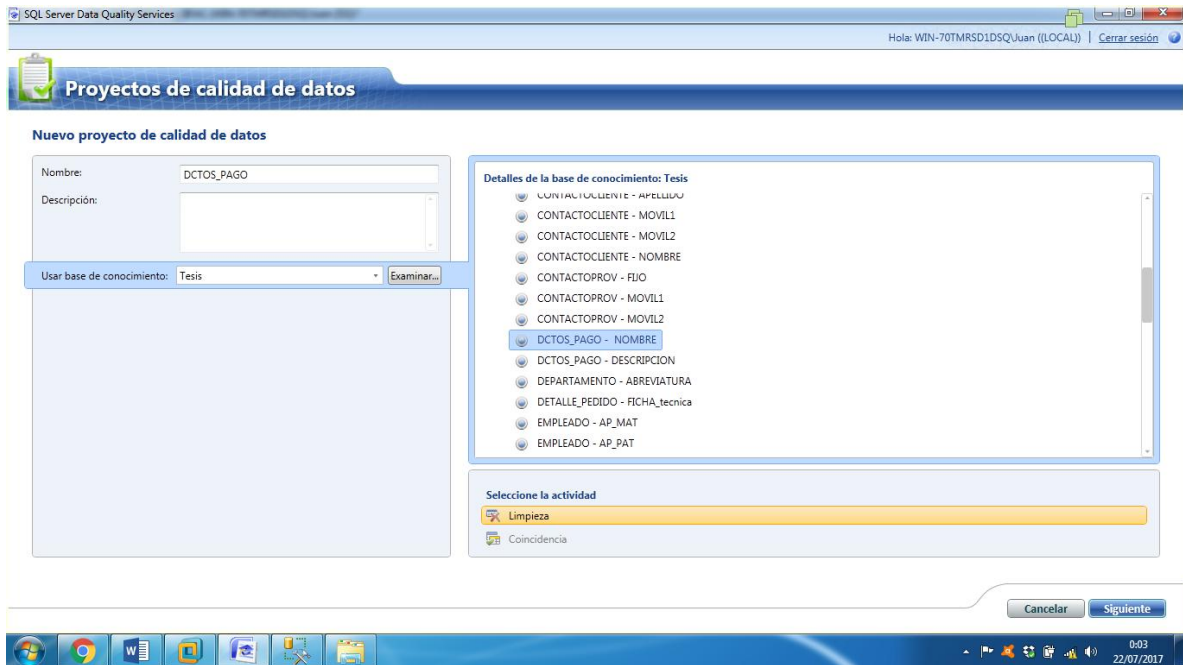 SQL Server Data Quality Services
Hola: WIN-70TMRSD1DSQ\Juan ((LOCAL)) | Cerrar sesión
Proyectos de calidad de datos
Nuevo proyecto de calidad de datos
Nombre: DCTOS_PAGO
Descripción:
Usar base de conocimiento: Tesis Examinar...
Detalles de la base de conocimiento: Tesis
CONTACTOCLIENTE - APELLIDO
CONTACTOCLIENTE - MOVIL1
CONTACTOCLIENTE - MOVIL2
CONTACTOCLIENTE - NOMBRE
CONTACTOPROV - FIJO
CONTACTOPROV - MOVIL1
CONTACTOPROV - MOVIL2
DCTOS_PAGO - NOMBRE
DCTOS_PAGO - DESCRIPCION
DEPARTAMENTO - ABREVIATURA
DETALLE_PEDIDO - FICHA_tecnica
EMPLEADO - AP_MAT
EMPLEADO - AP_PAT
Seleccione la actividad
Limpieza
Coincidencia
Cancelar Siguiente
0:03
22/07/2017